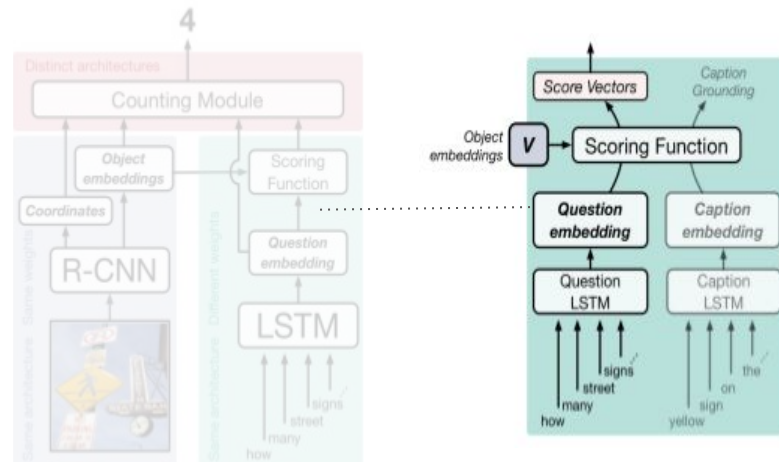 4
Distinct architectures
Counting Module
Object
embeddings
Scoring
Function
Coordinates
Question
embedding
R-CNN
LSTM
Same weights
Same architecture
Different weights
Same architecture
signs
...
street
many
how
Score Vectors
Caption
Grounding
Object
embeddings
V
Scoring Function
Question
embedding
Caption
embedding
Question
LSTM
Caption
LSTM
signs
...
street
many
how
the
...
on
sign
yellow